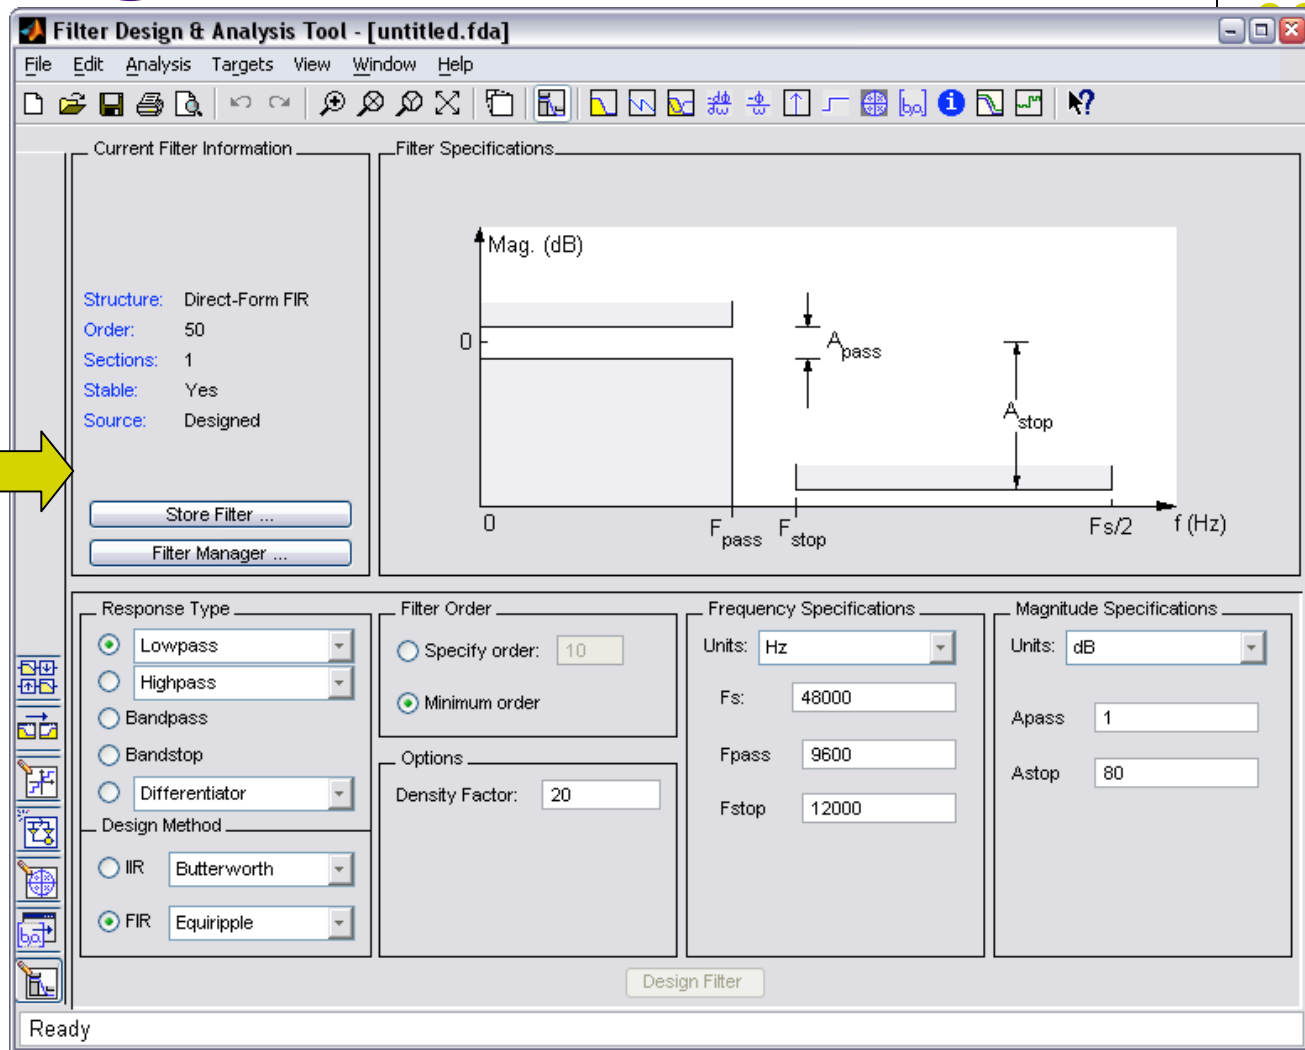 Filter Design & Analysis Tool - [untitled.fda]
File Edit Analysis Targets View Window Help
Current Filter Information
Structure: Direct-Form FIR
Order: 50
Sections: 1
Stable: Yes
Source: Designed
Store Filter ...
Filter Manager ...
Filter Specifications
Mag. (dB)
0
Apass
Astop
0
Fpass
Fstop
Fs/2
f (Hz)
Response Type
Lowpass
Highpass
Bandpass
Bandstop
Differentiator
Design Method
IIR Butterworth
FIR Equiripple
Filter Order
Specify order: 10
Minimum order
Options
Density Factor: 20
Frequency Specifications
Units: Hz
Fs: 48000
Fpass 9600
Fstop 12000
Magnitude Specifications
Units: dB
Apass 1
Astop 80
Design Filter
Ready